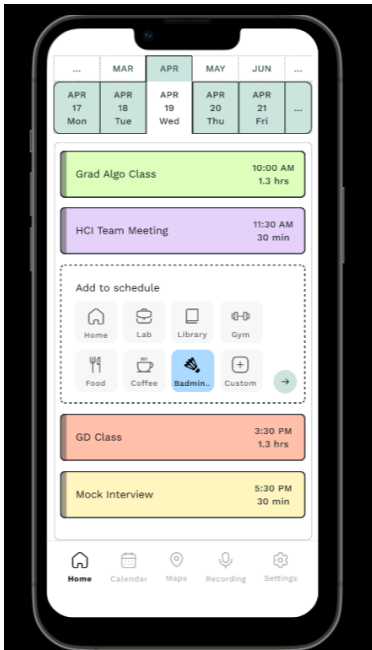 ... MAR APR MAY JUN ...
APR APR APR APR APR
17 18 19 20 21 ...
Mon Tue Wed Thu Fri
Grad Algo Class
10:00 AM
1.3 hrs
HCI Team Meeting
11:30 AM
30 min
Add to schedule
Home Lab Library Gym
Food Coffee Badmin.. Custom
GD Class
3:30 PM
1.3 hrs
Mock Interview
5:30 PM
30 min
Home Calendar Maps Recording Settings